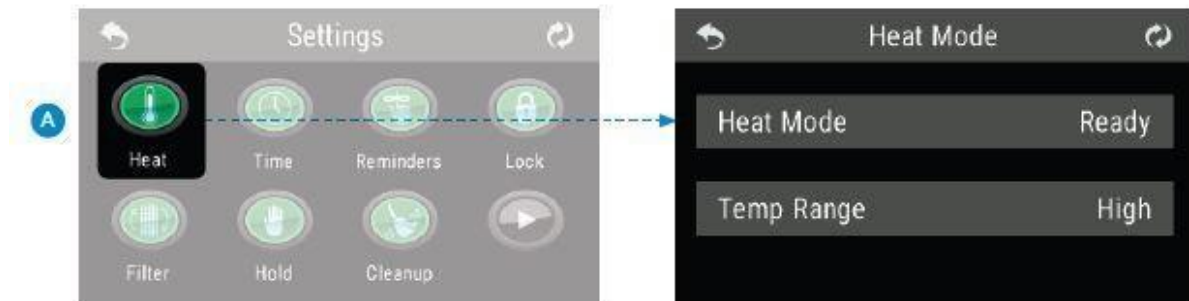 Settings
A
Heat
Time
Reminders
Lock
Filter
Hold
Cleanup
Heat Mode
Heat Mode Ready
Temp Range High